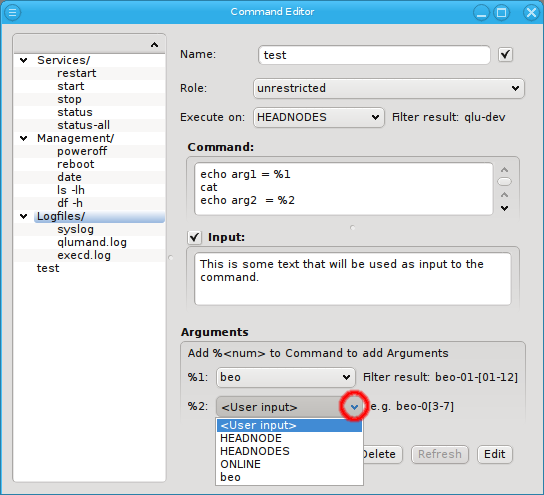 Command Editor
Services/
restart
start
stop
status
status-all
Management/
poweroff
reboot
date
ls -lh
df -h
Logfiles/
syslog
qlumand.log
execd.log
test
Name: test
Role: unrestricted
Execute on: HEADNODES Filter result: qlu-dev
Command:
echo arg1 = %1
cat
echo arg2  = %2
Input:
This is some text that will be used as input to the
command.
Arguments
Add %<num> to Command to add Arguments
%1: beo Filter result: beo-01-[01-12]
%2: <User input> e.g. beo-0[3-7]
<User input>
HEADNODE
HEADNODES
ONLINE
beo
Delete Refresh Edit